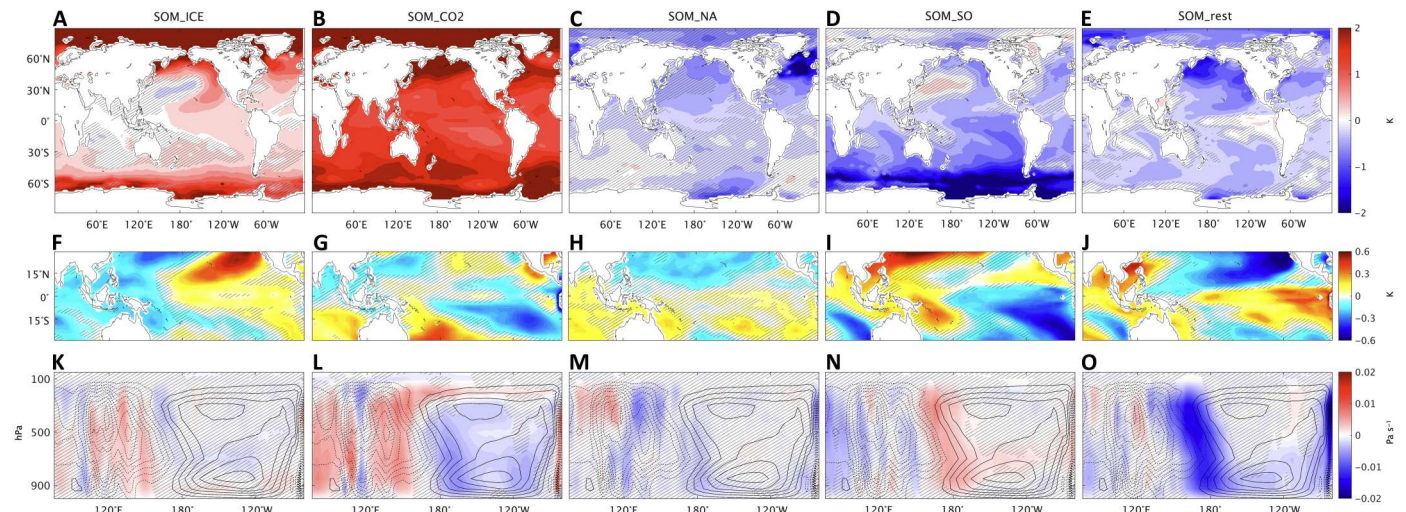 A SOM_ICE B SOM_CO2 C SOM_NA D SOM_SO E SOM_rest
60°N 30°N 0° 30°S 60°S
2 1 0 −1 −2 K
60°E 120°E 180° 120°W 60°W 60°E 120°E 180° 120°W 60°W 60°E 120°E 180° 120°W 60°W 60°E 120°E 180° 120°W 60°W 60°E 120°E 180° 120°W 60°W
F G H I J
15°N 0° 15°S
0.6 0.3 0 −0.3 −0.6 K
K L M N O
hPa 100 500 900
0.02 0.01 0 −0.01 −0.02 Pa s⁻¹
120°E 180° 120°W 120°E 180° 120°W 120°E 180° 120°W 120°E 180° 120°W 120°E 180° 120°W